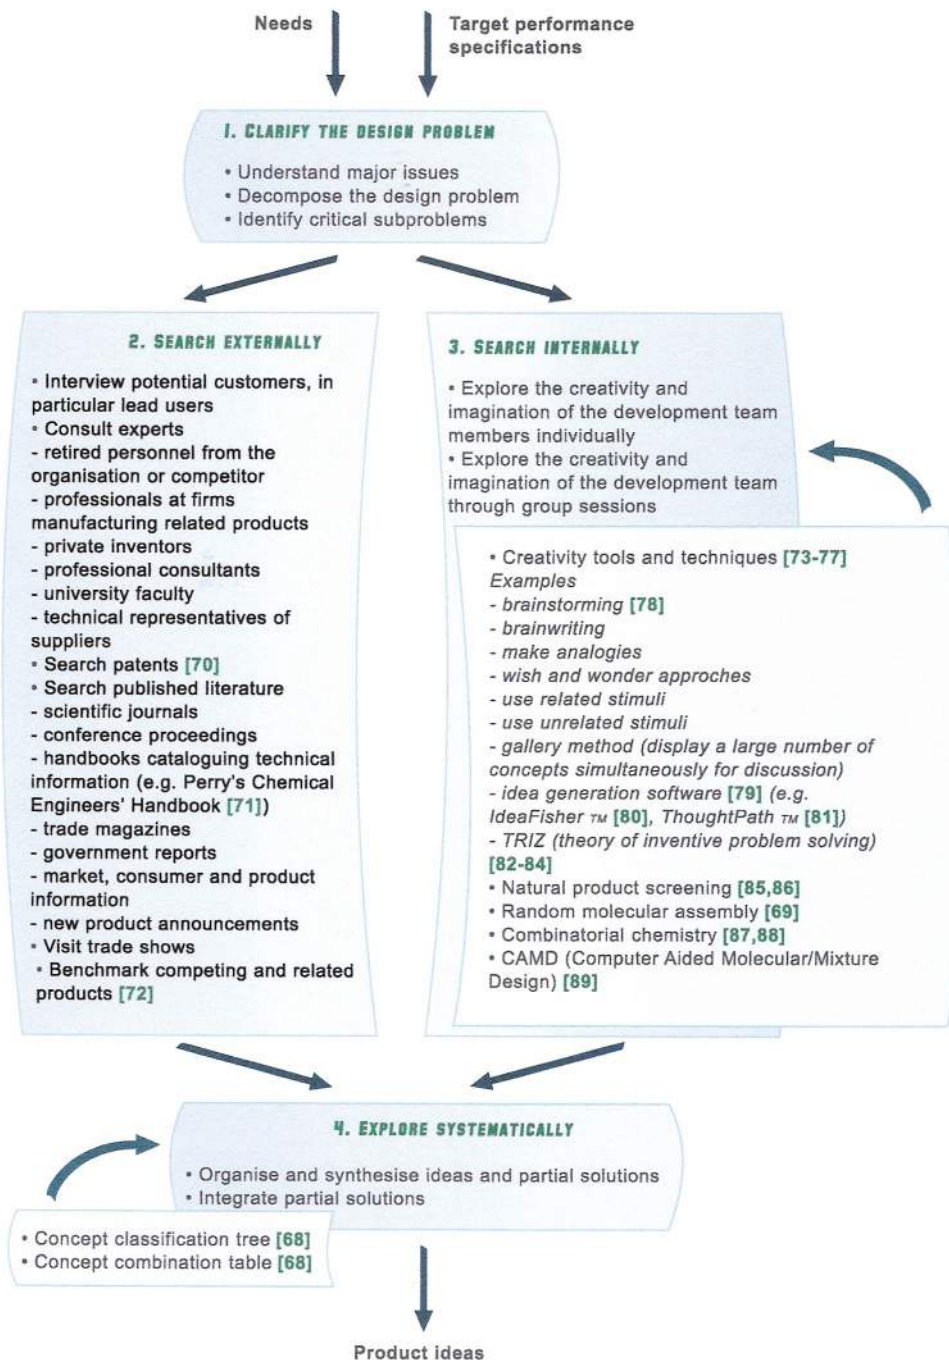 Needs
Target performance
specifications
1. CLARIFY THE DESIGN PROBLEM
• Understand major issues
• Decompose the design problem
• Identify critical subproblems
2. SEARCH EXTERNALLY
• Interview potential customers, in
particular lead users
• Consult experts
- retired personnel from the
organisation or competitor
- professionals at firms
manufacturing related products
- private inventors
- professional consultants
- university faculty
- technical representatives of
suppliers
• Search patents [70]
• Search published literature
- scientific journals
- conference proceedings
- handbooks cataloguing technical
information (e.g. Perry's Chemical
Engineers' Handbook [71])
- trade magazines
- government reports
- market, consumer and product
information
- new product announcements
• Visit trade shows
• Benchmark competing and related
products [72]
3. SEARCH INTERNALLY
• Explore the creativity and
imagination of the development team
members individually
• Explore the creativity and
imagination of the development team
through group sessions
• Creativity tools and techniques [73-77]
Examples
- brainstorming [78]
- brainwriting
- make analogies
- wish and wonder approches
- use related stimuli
- use unrelated stimuli
- gallery method (display a large number of
concepts simultaneously for discussion)
- idea generation software [79] (e.g.
IdeaFisher TM [80], ThoughtPath TM [81])
- TRIZ (theory of inventive problem solving)
[82-84]
• Natural product screening [85,86]
• Random molecular assembly [69]
• Combinatorial chemistry [87,88]
• CAMD (Computer Aided Molecular/Mixture
Design) [89]
4. EXPLORE SYSTEMATICALLY
• Organise and synthesise ideas and partial solutions
• Integrate partial solutions
• Concept classification tree [68]
• Concept combination table [68]
Product ideas